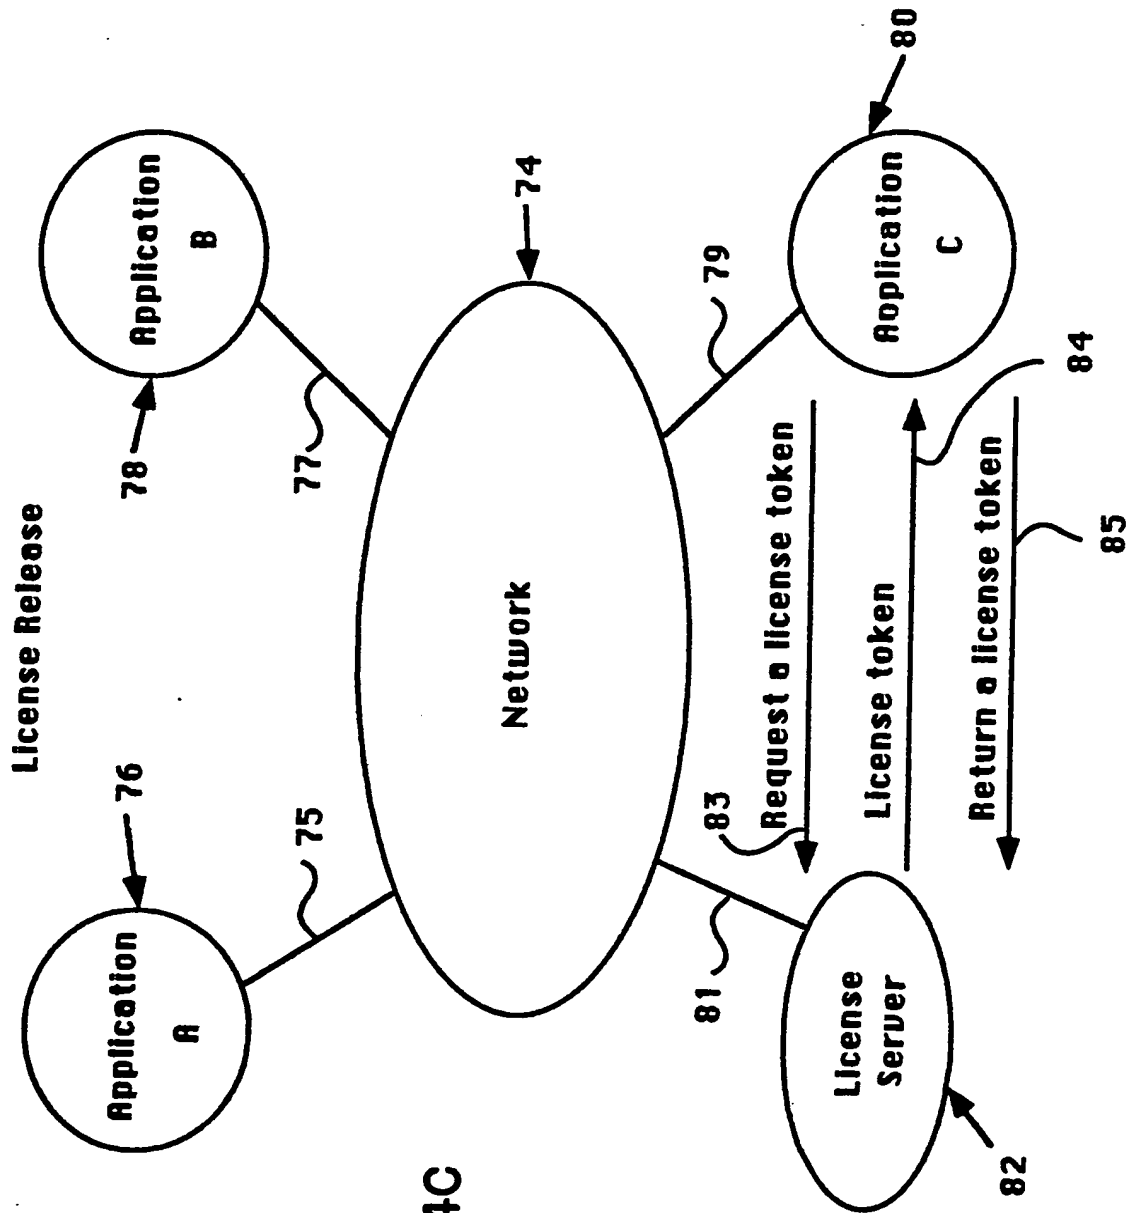 License Release
76
78
Application
A
Application
B
75
77
Network
74
81
79
83
Request a license token
License token
Return a license token
License
Server
Application
C
80
82
84
85
4C